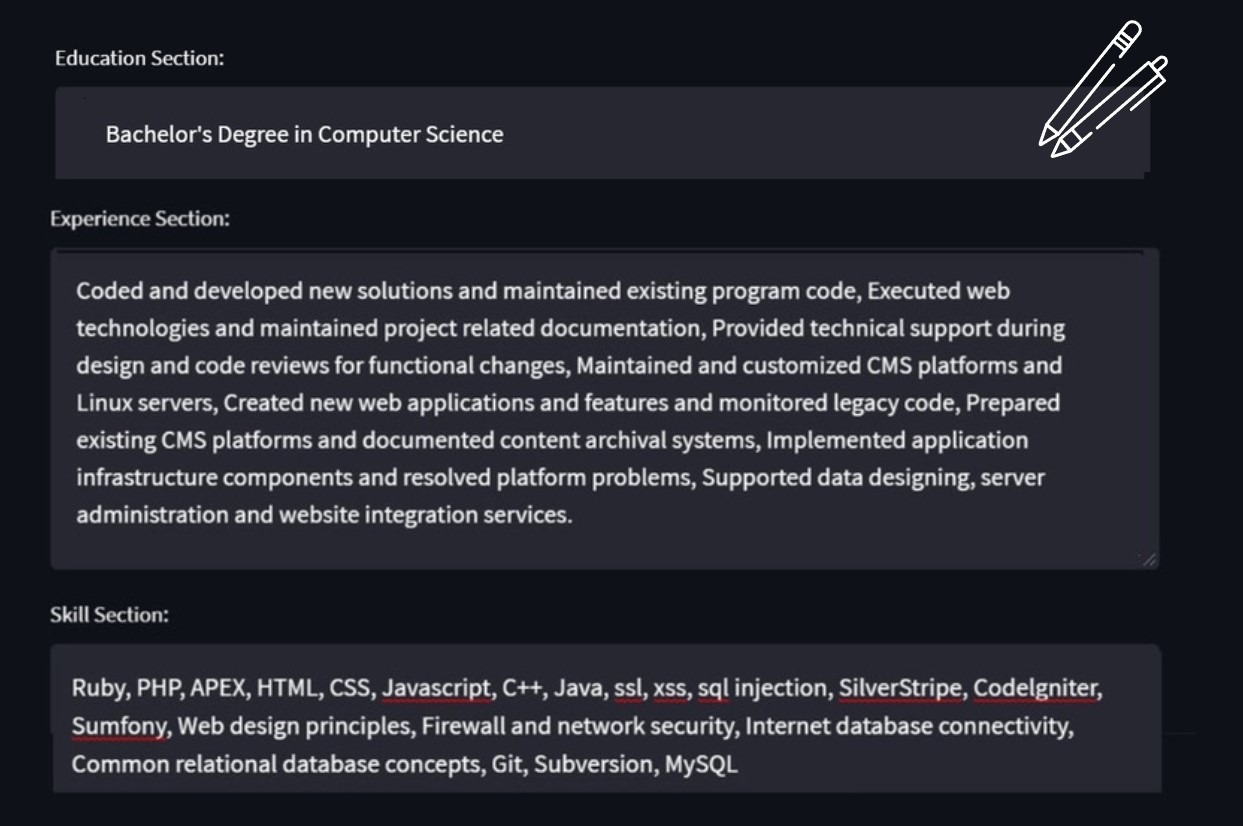 Education Section:
Bachelor's Degree in Computer Science
Experience Section:
Coded and developed new solutions and maintained existing program code, Executed web
technologies and maintained project related documentation, Provided technical support during
design and code reviews for functional changes, Maintained and customized CMS platforms and
Linux servers, Created new web applications and features and monitored legacy code, Prepared
existing CMS platforms and documented content archival systems, Implemented application
infrastructure components and resolved platform problems, Supported data designing, server
administration and website integration services.
Skill Section:
Ruby, PHP, APEX, HTML, CSS, Javascript, C++, Java, ssl, xss, sql injection, SilverStripe, CodeIgniter,
Sumfony, Web design principles, Firewall and network security, Internet database connectivity,
Common relational database concepts, Git, Subversion, MySQL